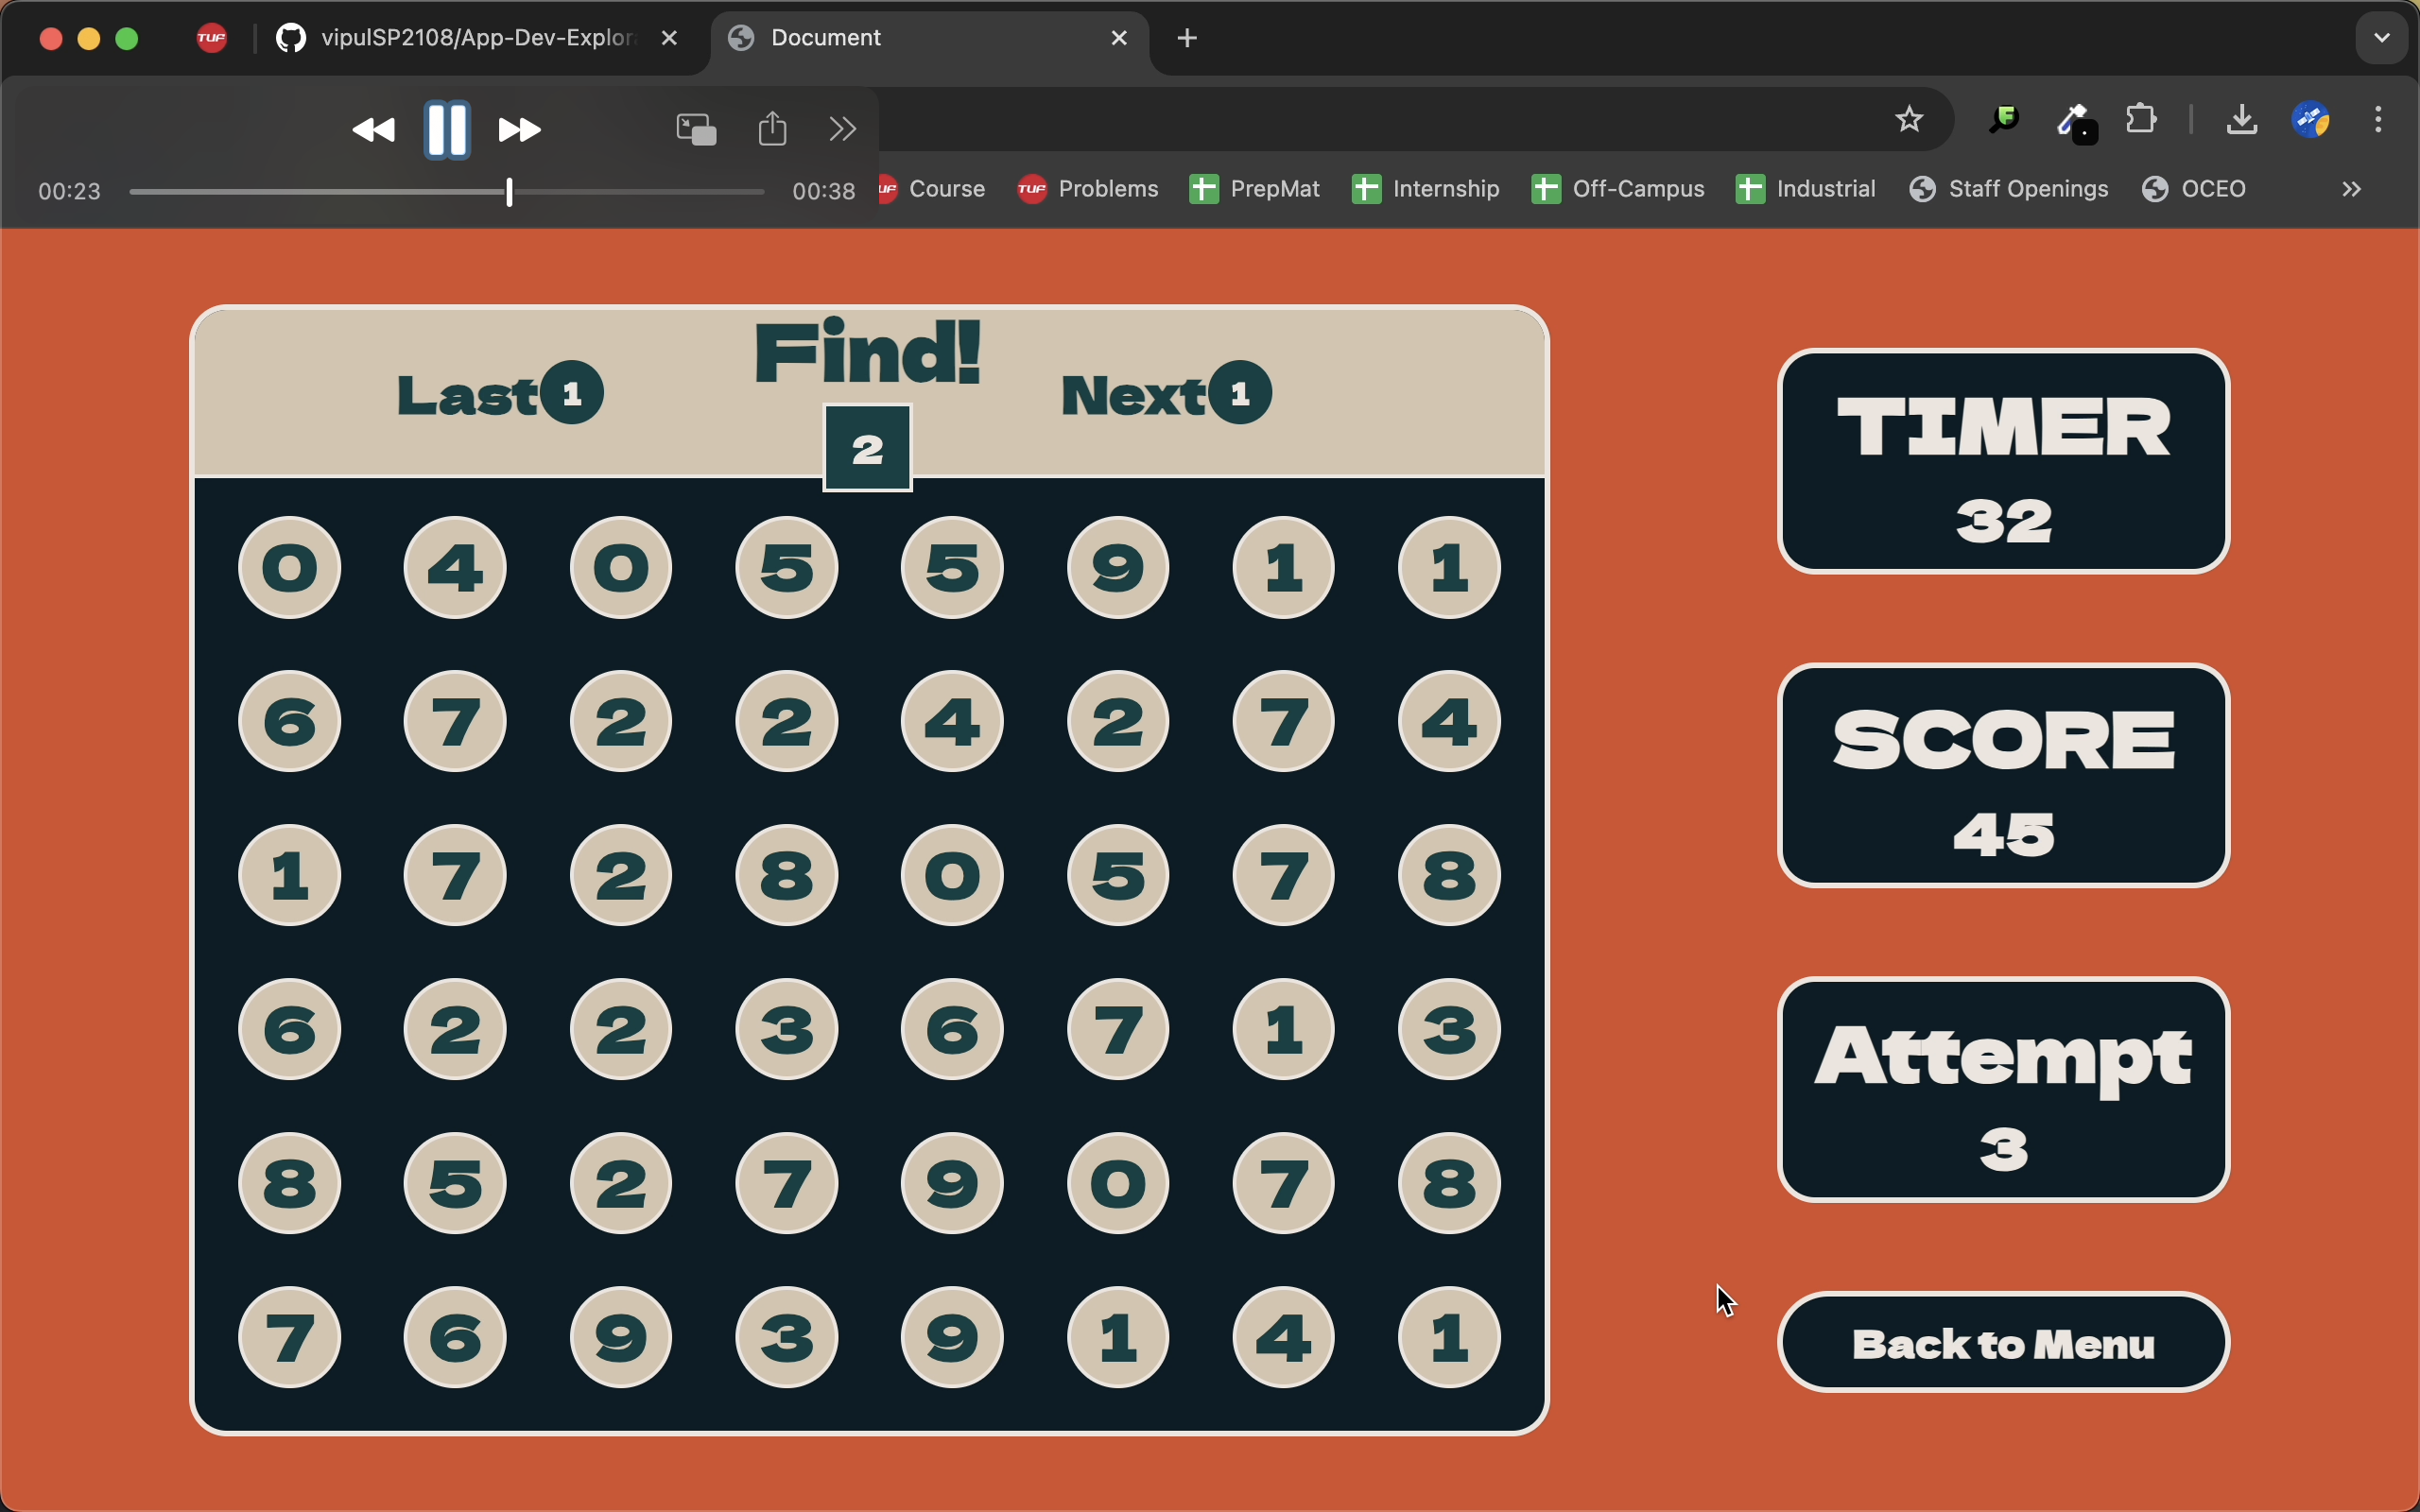 TUF vipulSP2108/App-Dev-Explor Document
00:23 00:38
UF Course TUF Problems PrepMat Internship Off-Campus Industrial Staff Openings OCEO
Find!
Last 1 Next 1
2
0 4 0 5 5 9 1 1
6 7 2 2 4 2 7 4
1 7 2 8 0 5 7 8
6 2 2 3 6 7 1 3
8 5 2 7 9 0 7 8
7 6 9 3 9 1 4 1
TIMER
32
SCORE
45
Attempt
3
Back to Menu